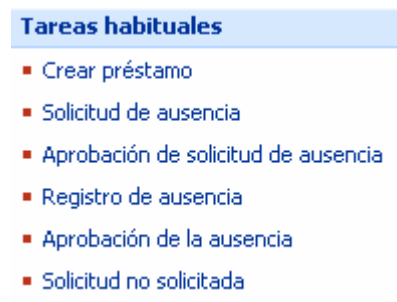 Tareas habituales
Crear préstamo
Solicitud de ausencia
Aprobación de solicitud de ausencia
Registro de ausencia
Aprobación de la ausencia
Solicitud no solicitada